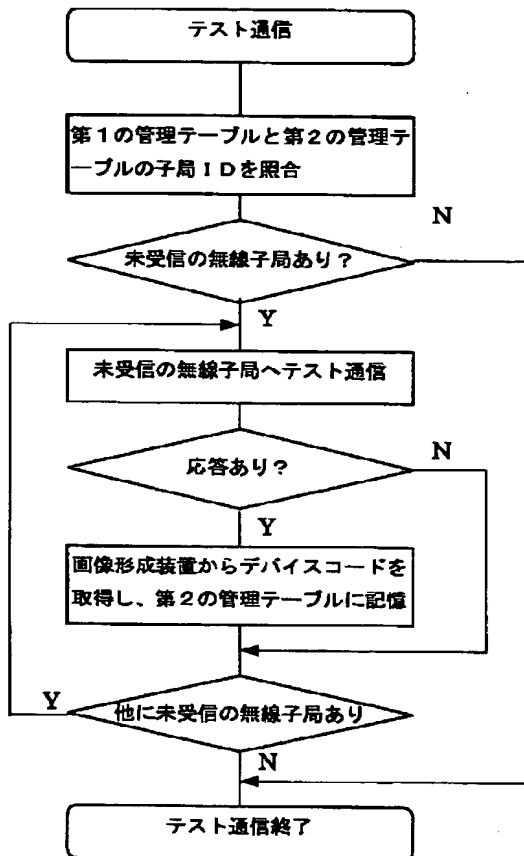 テスト通信
第１の管理テーブルと第２の管理テ
ーブルの子局ＩＤを照合
N
未受信の無線子局あり？
Y
未受信の無線子局へテスト通信
応答あり？
N
Y
画像形成装置からデバイスコードを
取得し、第２の管理テーブルに記憶
Y
他に未受信の無線子局あり
N
テスト通信終了